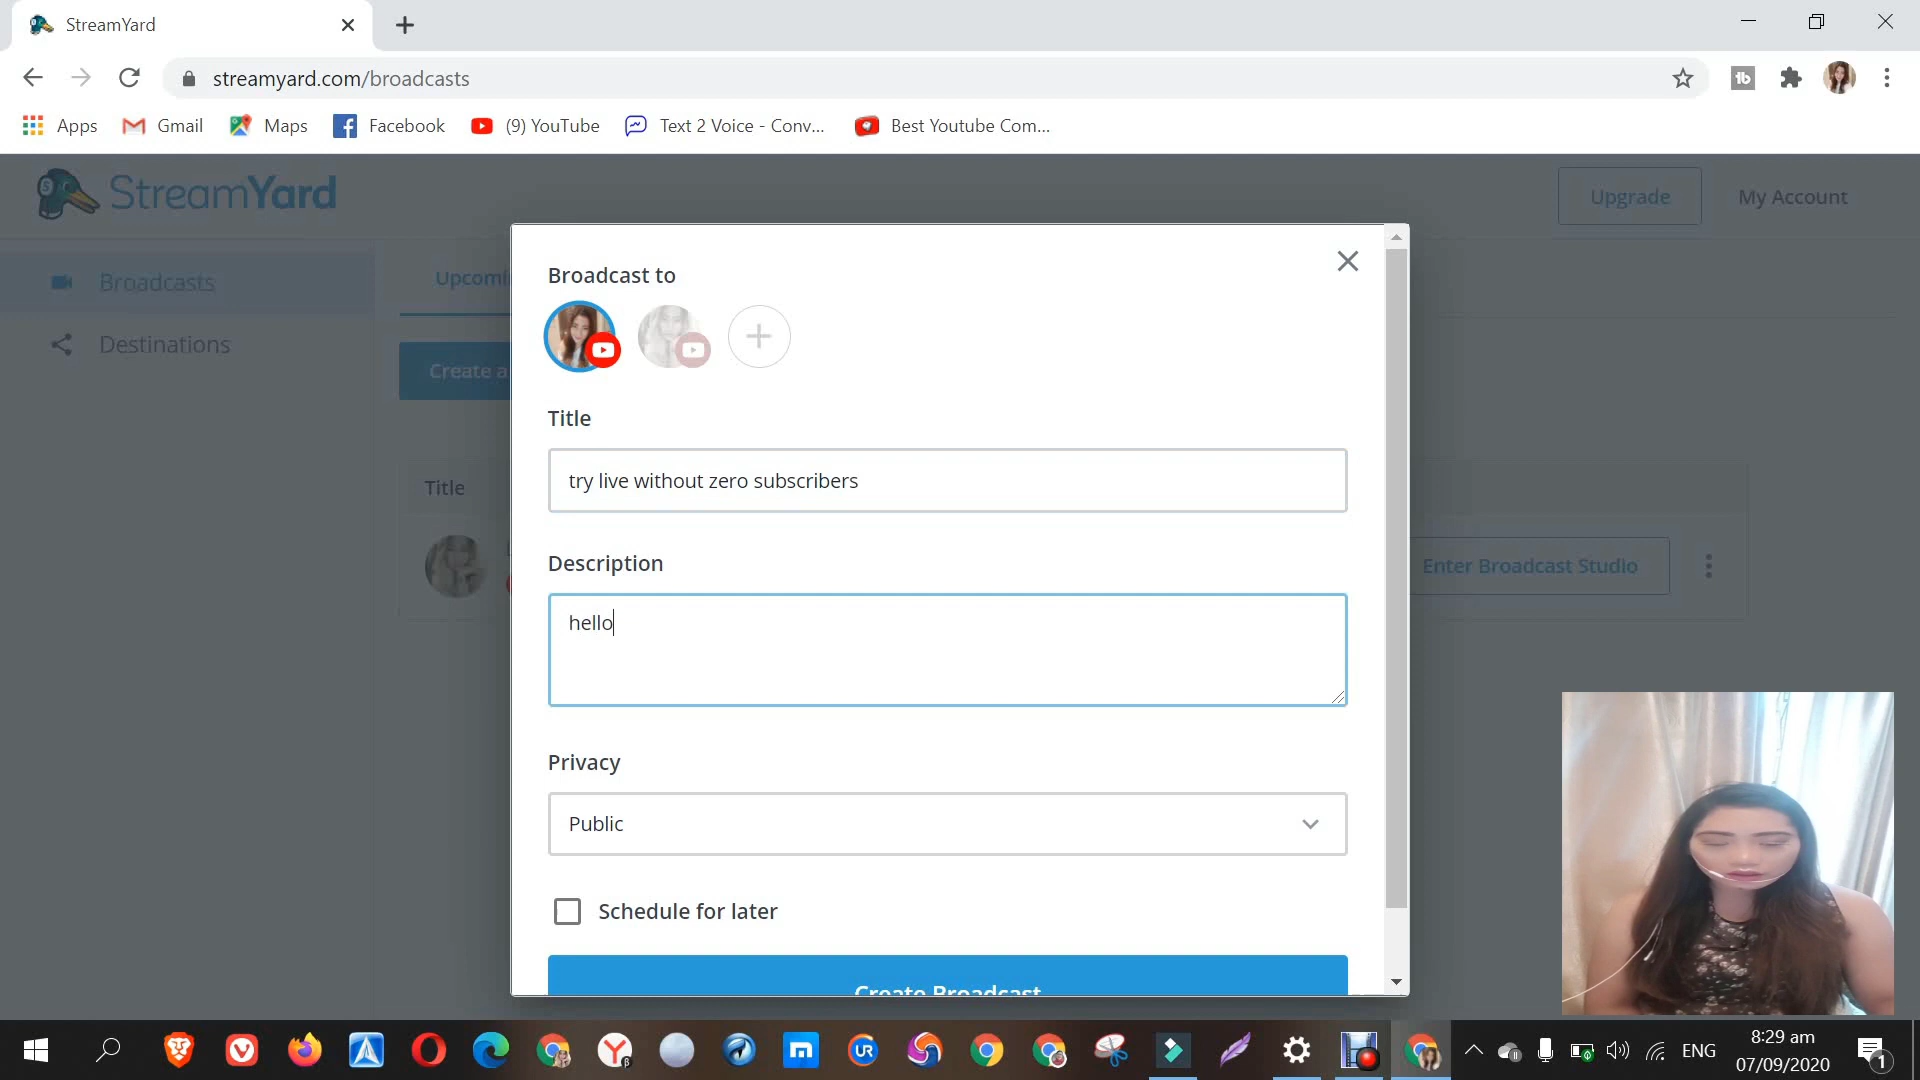 StreamYard
streamyard.com/broadcasts
Apps
Gmail
Maps
Facebook
(9) YouTube
Text 2 Voice - Conv...
Best Youtube Com...
StreamYard
Upgrade
My Account
Broadcasts
Destinations
Upcomi
Create a
Title
Enter Broadcast Studio
Broadcast to
Title
try live without zero subscribers
Description
hello
Privacy
Public
Schedule for later
Create Broadcast
ENG
8:29 am
07/09/2020
1